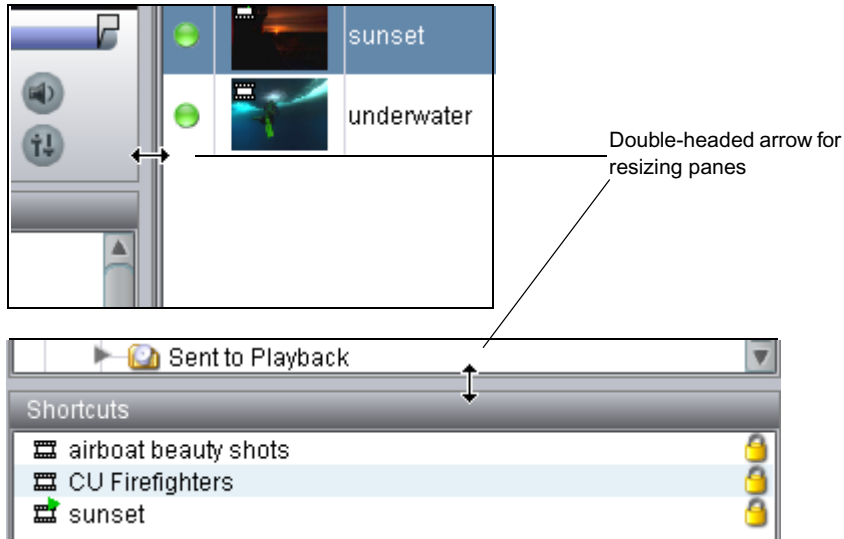 sunset
underwater
Double-headed arrow for
resizing panes
Sent to Playback
Shortcuts
airboat beauty shots
CU Firefighters
sunset